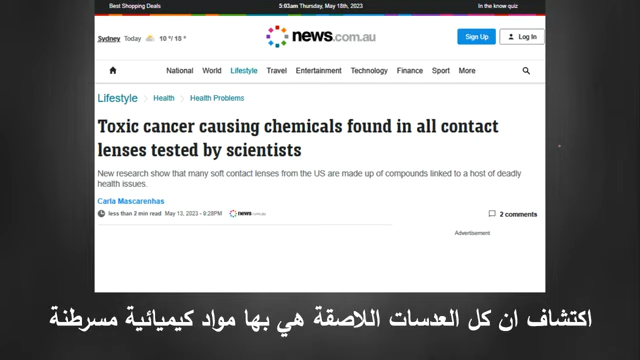 Best Shopping Deals 5:03am Thursday, May 18th, 2023 In the know quiz
Sydney Today 10°/18° news.com.au Sign Up Log In
National World Lifestyle Travel Entertainment Technology Finance Sport More
Lifestyle Health Health Problems
Toxic cancer causing chemicals found in all contact
lenses tested by scientists
New research show that many soft contact lenses from the US are made up of compounds linked to a host of deadly
health issues.
Carla Mascarenhas
less than 2 min read May 13, 2023 - 9:28PM news.com.au 2 comments
Advertisement
اكتشاف ان كل العدسات اللاصقة هي بها مواد كيميائية مسرطنة